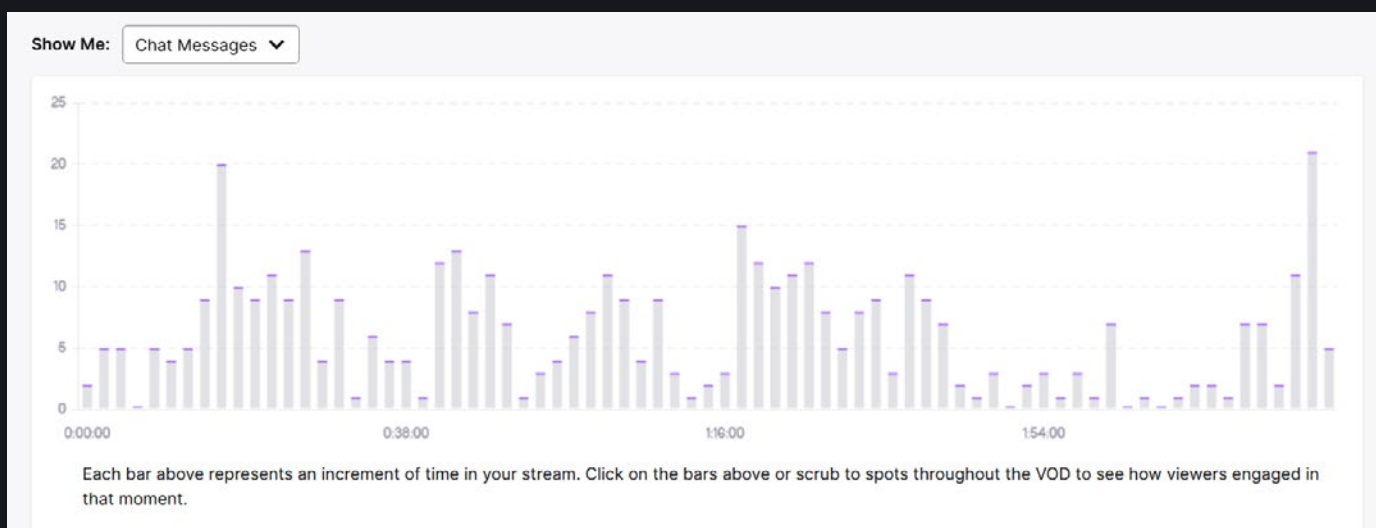 Show Me: Chat Messages
25
20
15
10
5
0
0:00:00 0:38:00 1:16:00 1:54:00
Each bar above represents an increment of time in your stream. Click on the bars above or scrub to spots throughout the VOD to see how viewers engaged in
that moment.